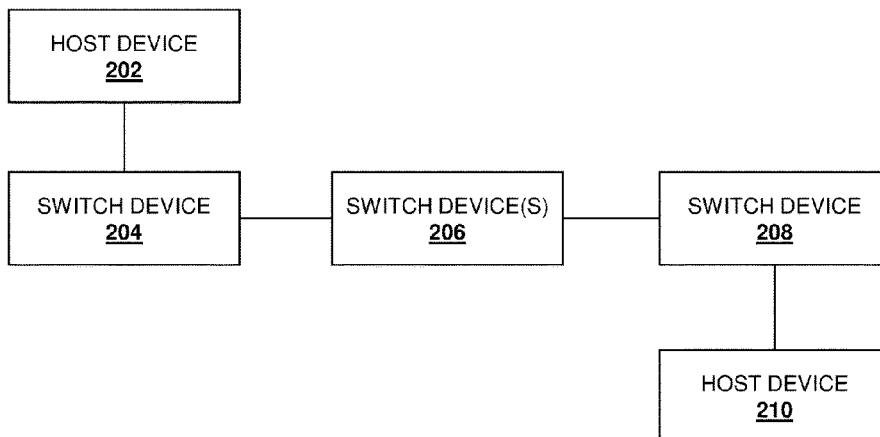 HOST DEVICE
202
SWITCH DEVICE
204
SWITCH DEVICE(S)
206
SWITCH DEVICE
208
HOST DEVICE
210